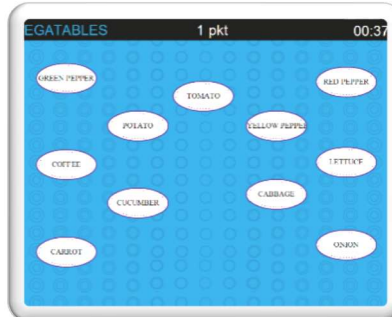 EGATABLES 1 pkt 00:37
GREEN PEPPER
RED PEPPER
TOMATO
POTATO
YELLOW PEPPER
COFFEE
LETTUCE
CUCUMBER
CABBAGE
CARROT
ONION